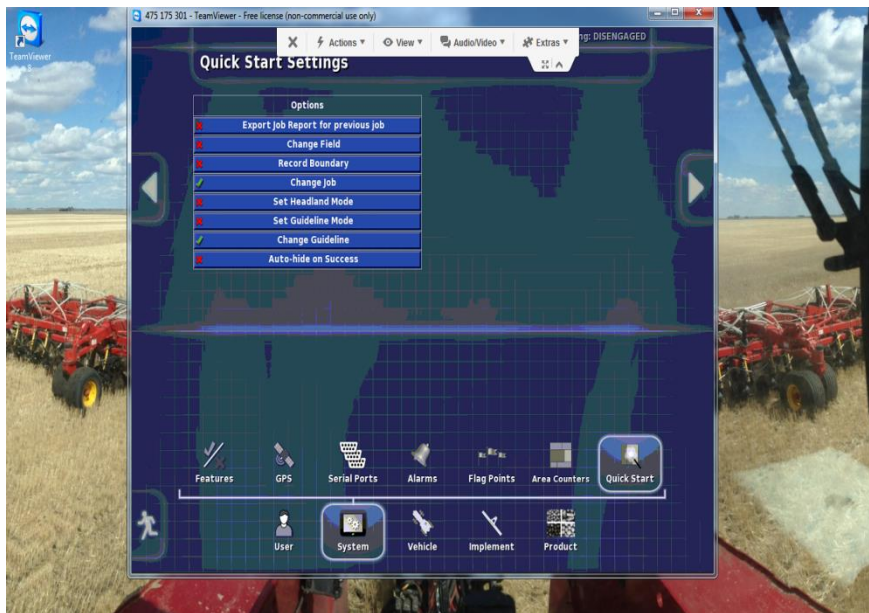 475 175 301 - TeamViewer - Free license (non-commercial use only)
TeamViewer
Actions
View
Audio/Video
Extras
ng: DISENGAGED
Quick Start Settings
Options
Export Job Report for previous job
Change Field
Record Boundary
Change Job
Set Headland Mode
Set Guideline Mode
Change Guideline
Auto-hide on Success
Features
GPS
Serial Ports
Alarms
Flag Points
Area Counters
Quick Start
User
System
Vehicle
Implement
Product